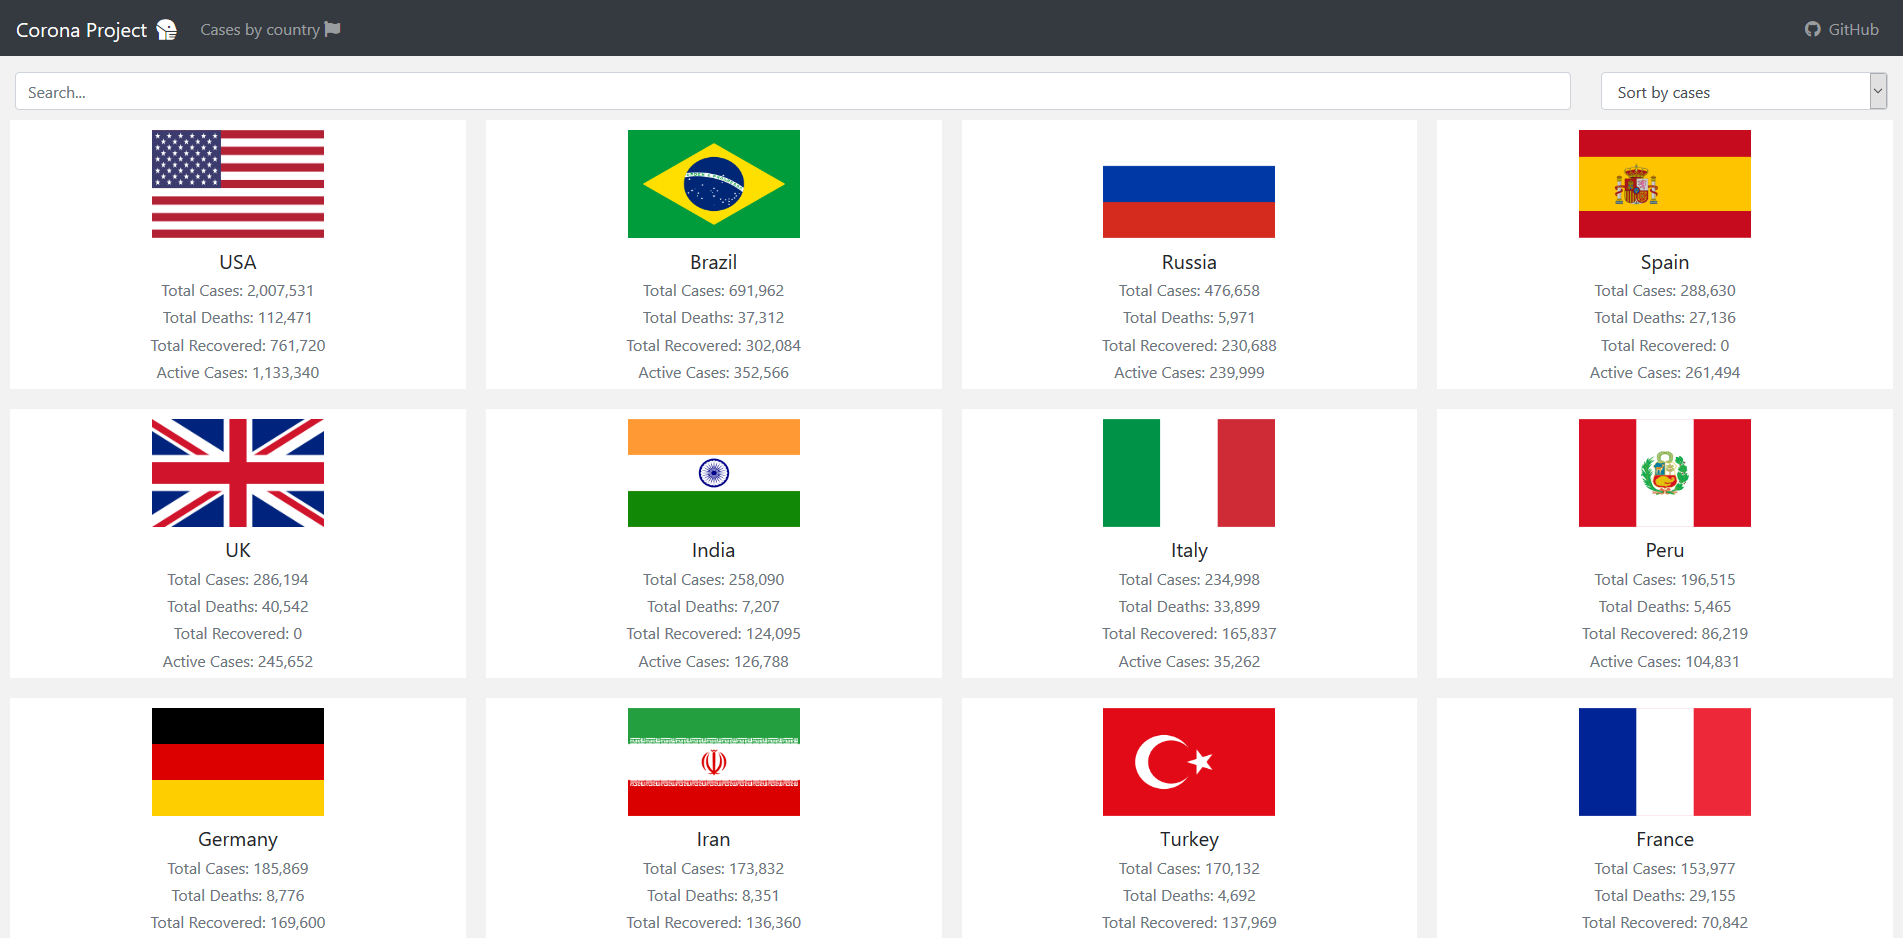 Corona Project
Cases by country
GitHub
Search...
Sort by cases
USA
Total Cases: 2,007,531
Total Deaths: 112,471
Total Recovered: 761,720
Active Cases: 1,133,340
Brazil
Total Cases: 691,962
Total Deaths: 37,312
Total Recovered: 302,084
Active Cases: 352,566
Russia
Total Cases: 476,658
Total Deaths: 5,971
Total Recovered: 230,688
Active Cases: 239,999
Spain
Total Cases: 288,630
Total Deaths: 27,136
Total Recovered: 0
Active Cases: 261,494
UK
Total Cases: 286,194
Total Deaths: 40,542
Total Recovered: 0
Active Cases: 245,652
India
Total Cases: 258,090
Total Deaths: 7,207
Total Recovered: 124,095
Active Cases: 126,788
Italy
Total Cases: 234,998
Total Deaths: 33,899
Total Recovered: 165,837
Active Cases: 35,262
Peru
Total Cases: 196,515
Total Deaths: 5,465
Total Recovered: 86,219
Active Cases: 104,831
Germany
Total Cases: 185,869
Total Deaths: 8,776
Total Recovered: 169,600
Iran
Total Cases: 173,832
Total Deaths: 8,351
Total Recovered: 136,360
Turkey
Total Cases: 170,132
Total Deaths: 4,692
Total Recovered: 137,969
France
Total Cases: 153,977
Total Deaths: 29,155
Total Recovered: 70,842